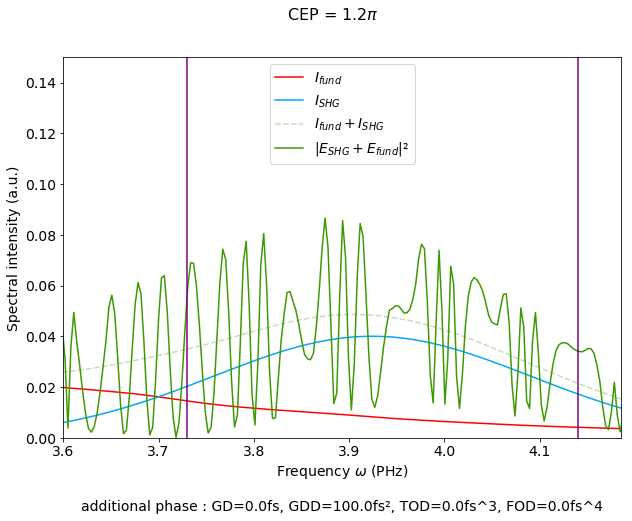 CEP = 1.2π
0.14
0.12
0.10
0.08
0.06
0.04
0.02
0.00
Spectral intensity (a.u.)
I_fund
I_SHG
I_fund + I_SHG
|E_SHG + E_fund|²
3.6 3.7 3.8 3.9 4.0 4.1
Frequency ω (PHz)
additional phase : GD=0.0fs, GDD=100.0fs², TOD=0.0fs^3, FOD=0.0fs^4